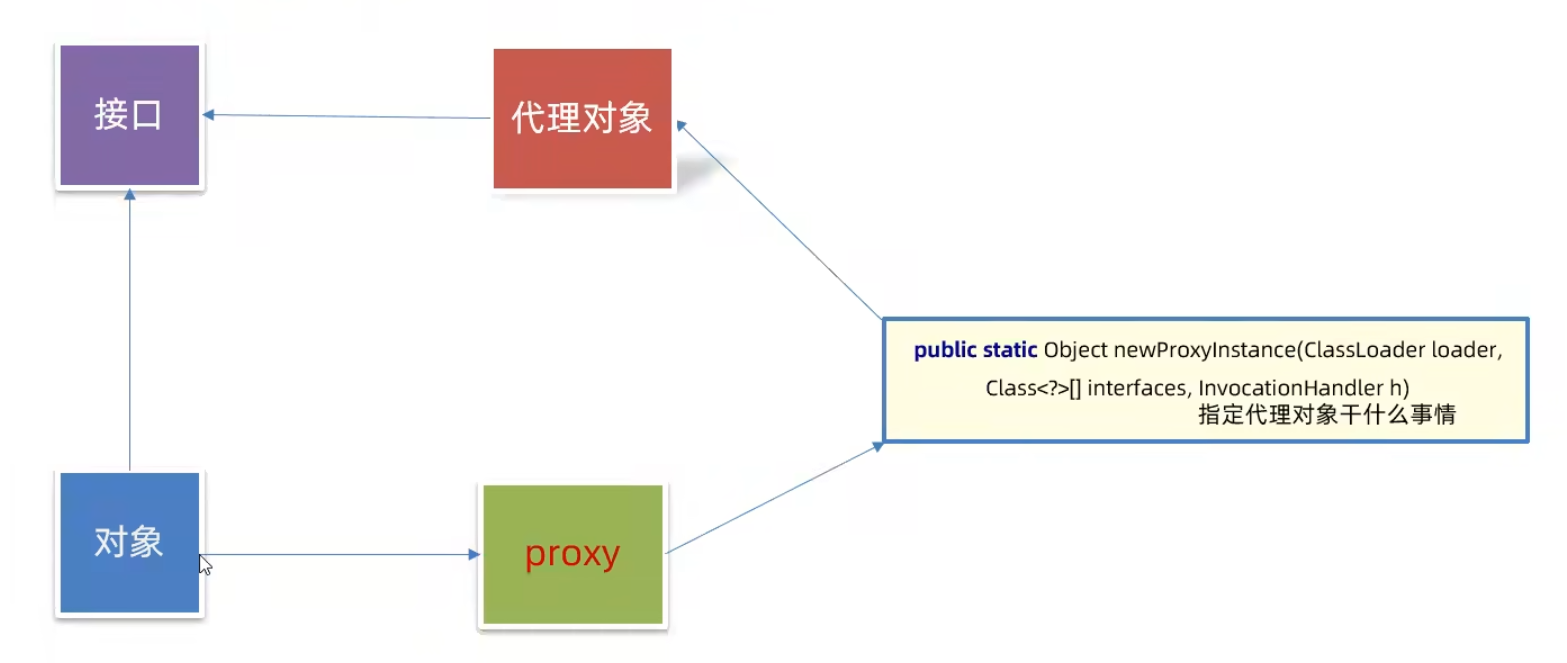 接口
代理对象
public static Object newProxyInstance(ClassLoader loader,
Class<?>[] interfaces, InvocationHandler h)
指定代理对象干什么事情
对象
proxy